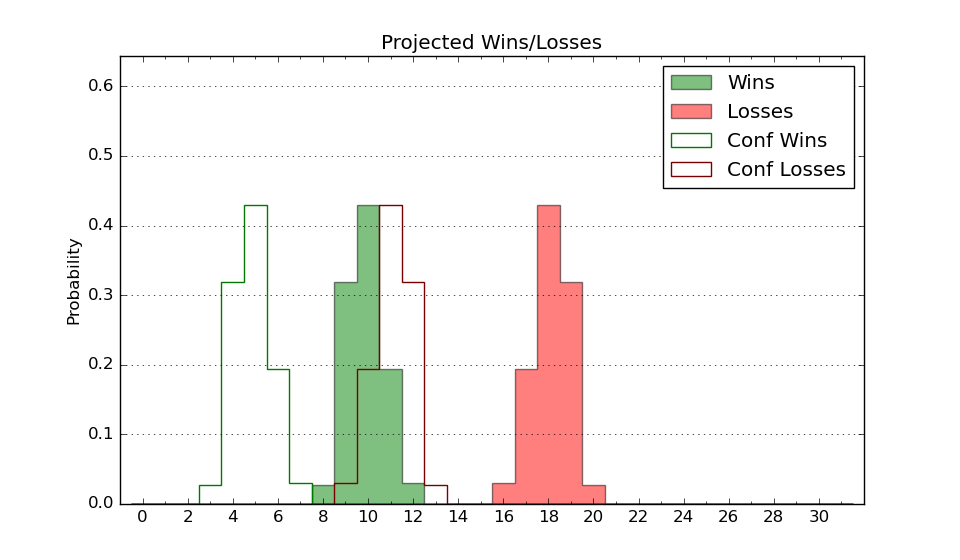 Projected Wins/Losses
Wins
Losses
Conf Wins
Conf Losses
Probability
0.6
0.5
0.4
0.3
0.2
0.1
0.0
0 2 4 6 8 10 12 14 16 18 20 22 24 26 28 30